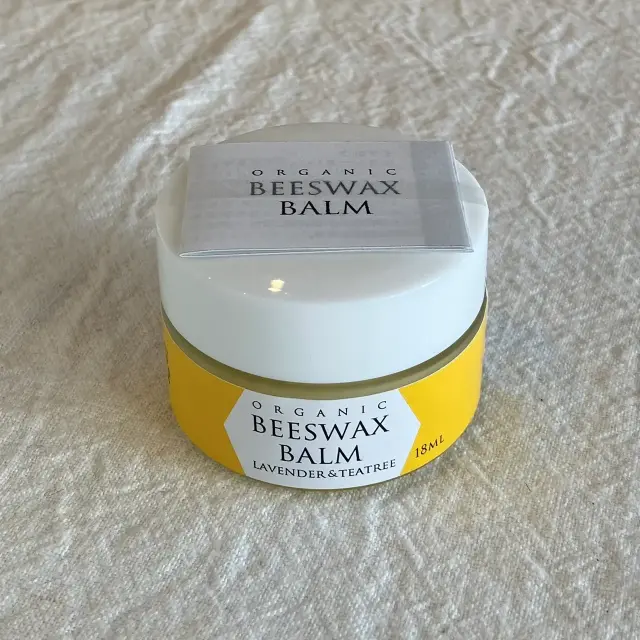 ORGANIC
BEESWAX
BALM
ORGANIC
BEESWAX
BALM
LAVENDER&TEATREE
18ML